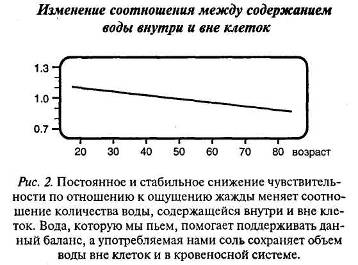 Изменение соотношения между содержанием
воды внутри и вне клеток
1.3
1.0
0.7
20 30 40 50 60 70 80 возраст
Рис. 2. Постоянное и стабильное снижение чувствитель-
ности по отношению к ощущению жажды меняет соотно-
шение количества воды, содержащейся внутри и вне кле-
ток. Вода, которую мы пьем, помогает поддерживать дан-
ный баланс, а употребляемая нами соль сохраняет объем
воды вне клеток и в кровеносной системе.